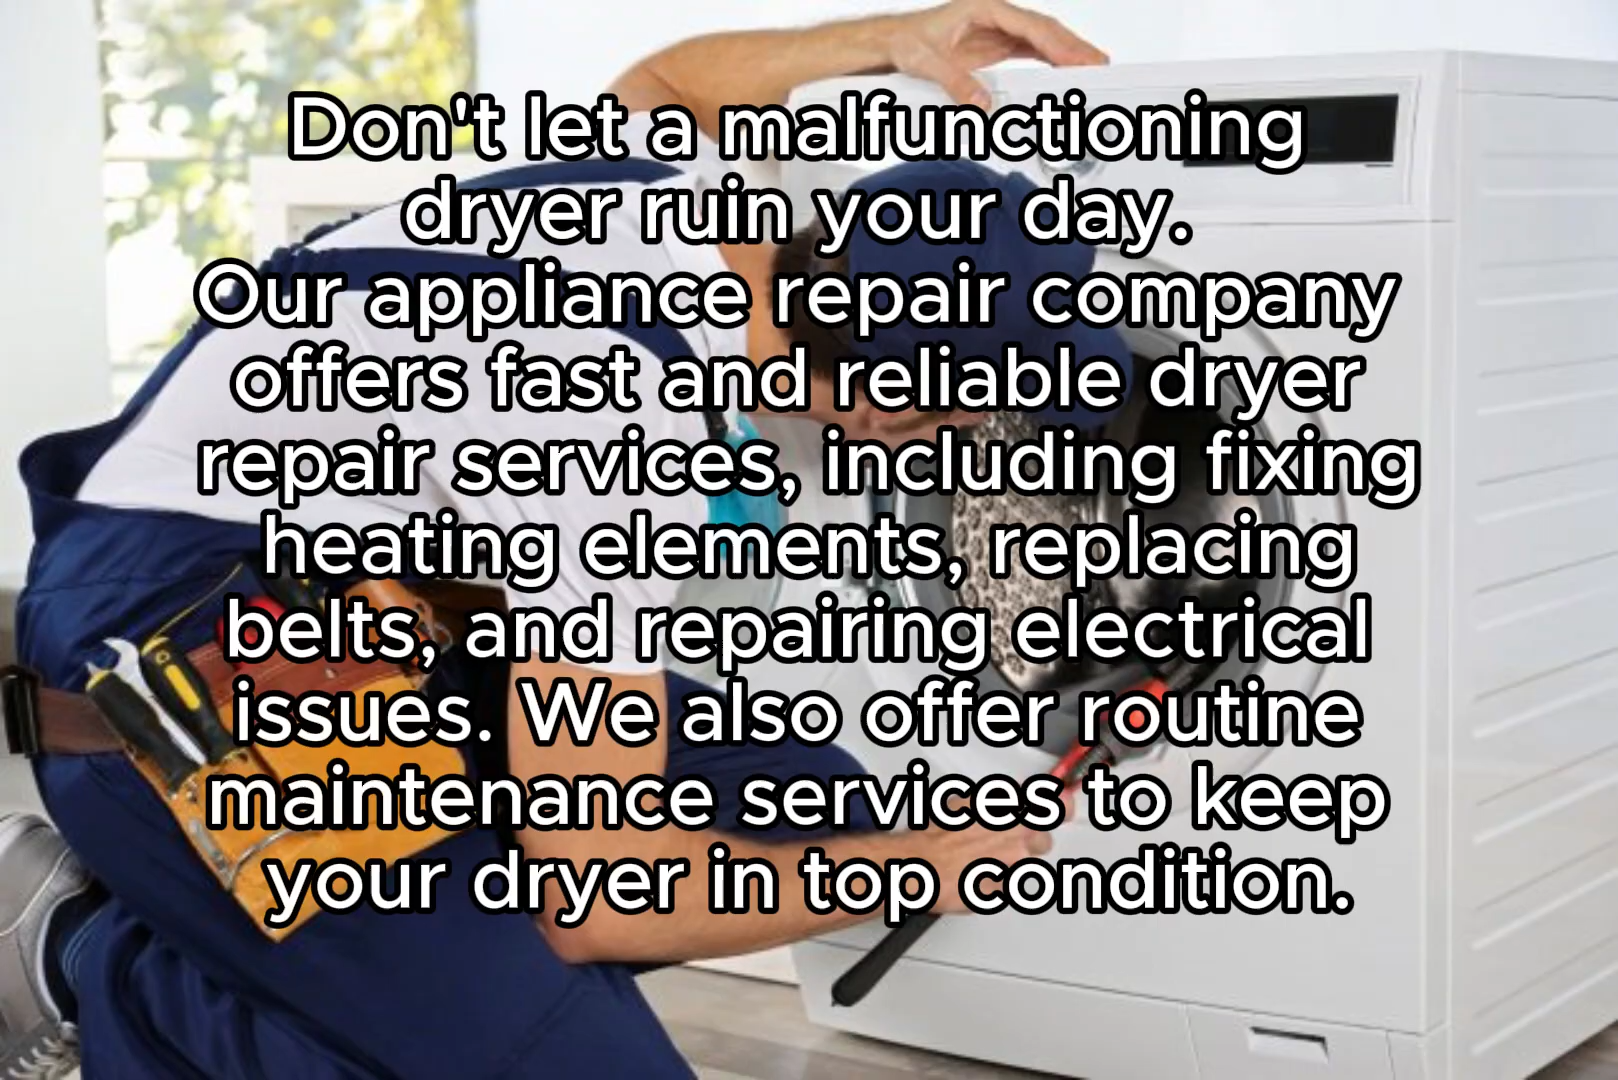 Don't let a malfunctioning
dryer ruin your day.
Our appliance repair company
offers fast and reliable dryer
repair services, including fixing
heating elements, replacing
belts, and repairing electrical
issues. We also offer routine
maintenance services to keep
your dryer in top condition.